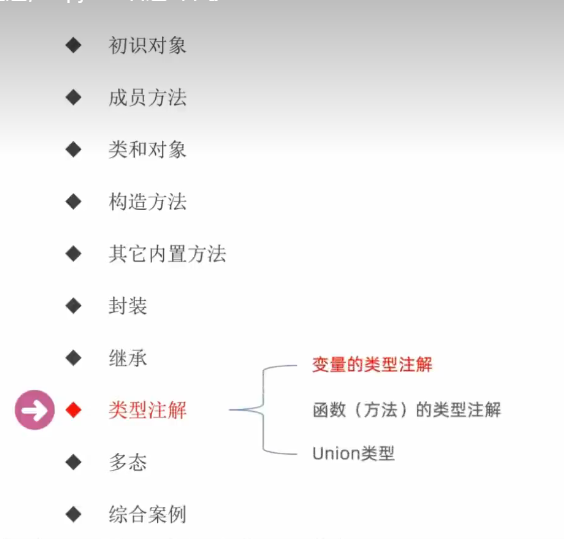 初识对象
成员方法
类和对象
构造方法
其它内置方法
封装
继承
类型注解
变量的类型注解
函数（方法）的类型注解
Union类型
多态
综合案例